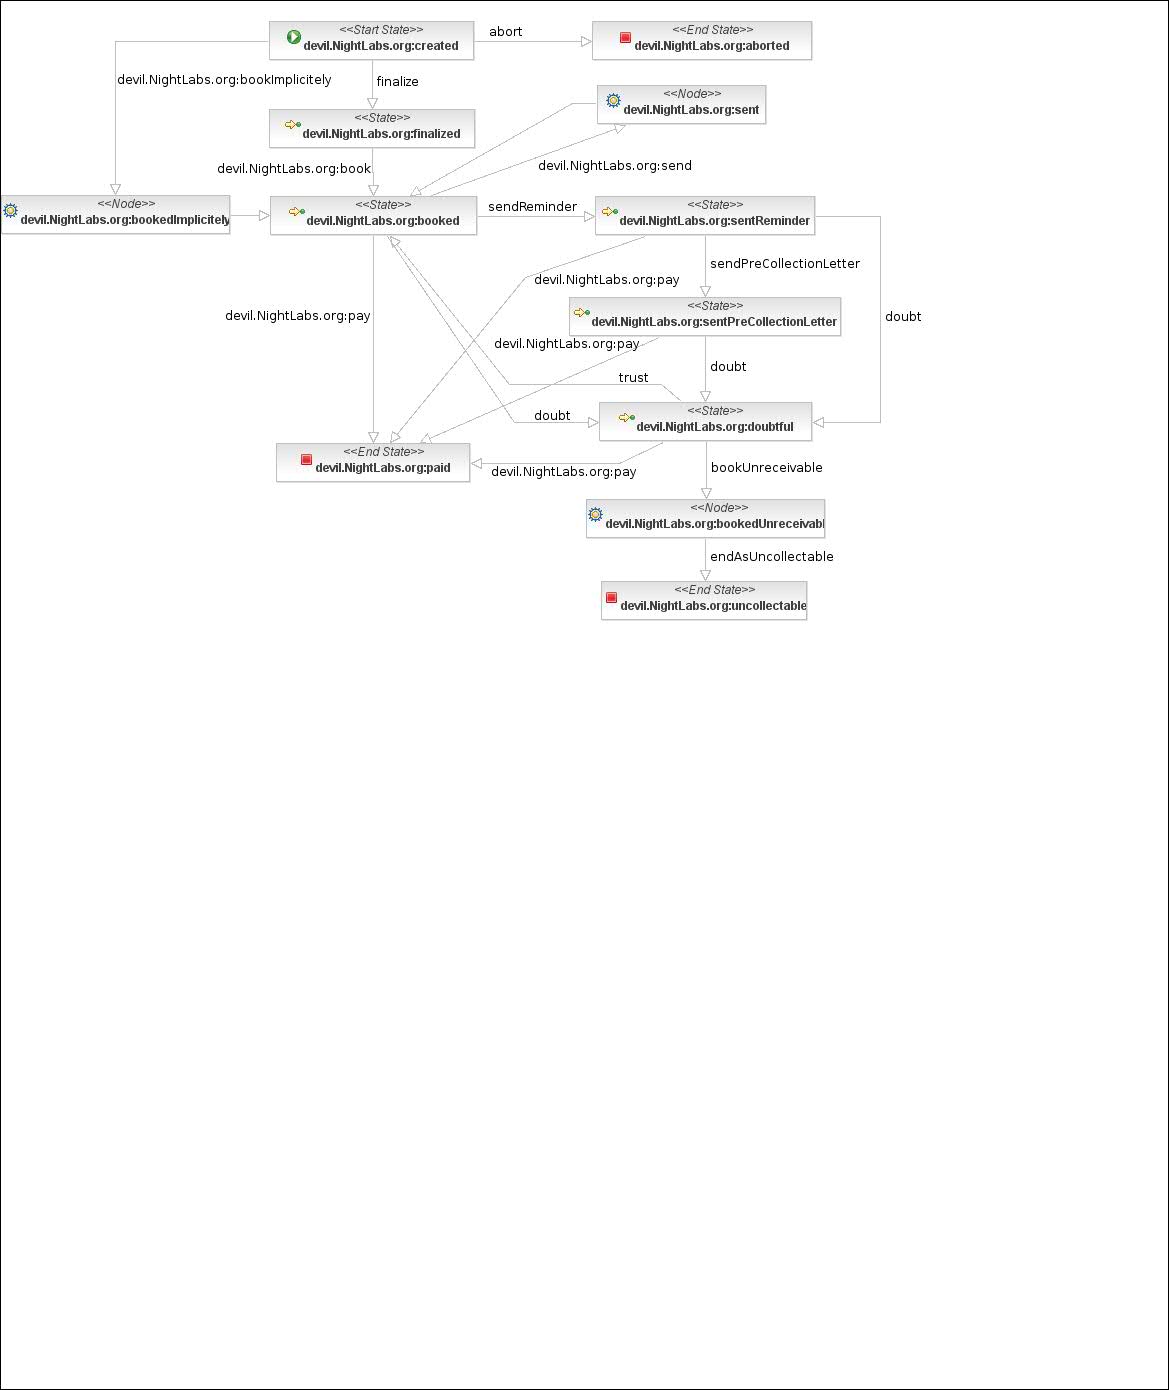 <<Start State>>
devil.NightLabs.org:created
abort
<<End State>>
devil.NightLabs.org:aborted
devil.NightLabs.org:bookImplicitely
finalize
<<Node>>
devil.NightLabs.org:sent
<<State>>
devil.NightLabs.org:finalized
devil.NightLabs.org:book
devil.NightLabs.org:send
<<Node>>
devil.NightLabs.org:bookedImplicitely
<<State>>
devil.NightLabs.org:booked
sendReminder
<<State>>
devil.NightLabs.org:sentReminder
sendPreCollectionLetter
devil.NightLabs.org:pay
devil.NightLabs.org:pay
doubt
<<State>>
devil.NightLabs.org:sentPreCollectionLetter
devil.NightLabs.org:pay
doubt
trust
doubt
<<State>>
devil.NightLabs.org:doubtful
<<End State>>
devil.NightLabs.org:paid
devil.NightLabs.org:pay
bookUnreceivable
<<Node>>
devil.NightLabs.org:bookedUnreceivabl
endAsUncollectable
<<End State>>
devil.NightLabs.org:uncollectable